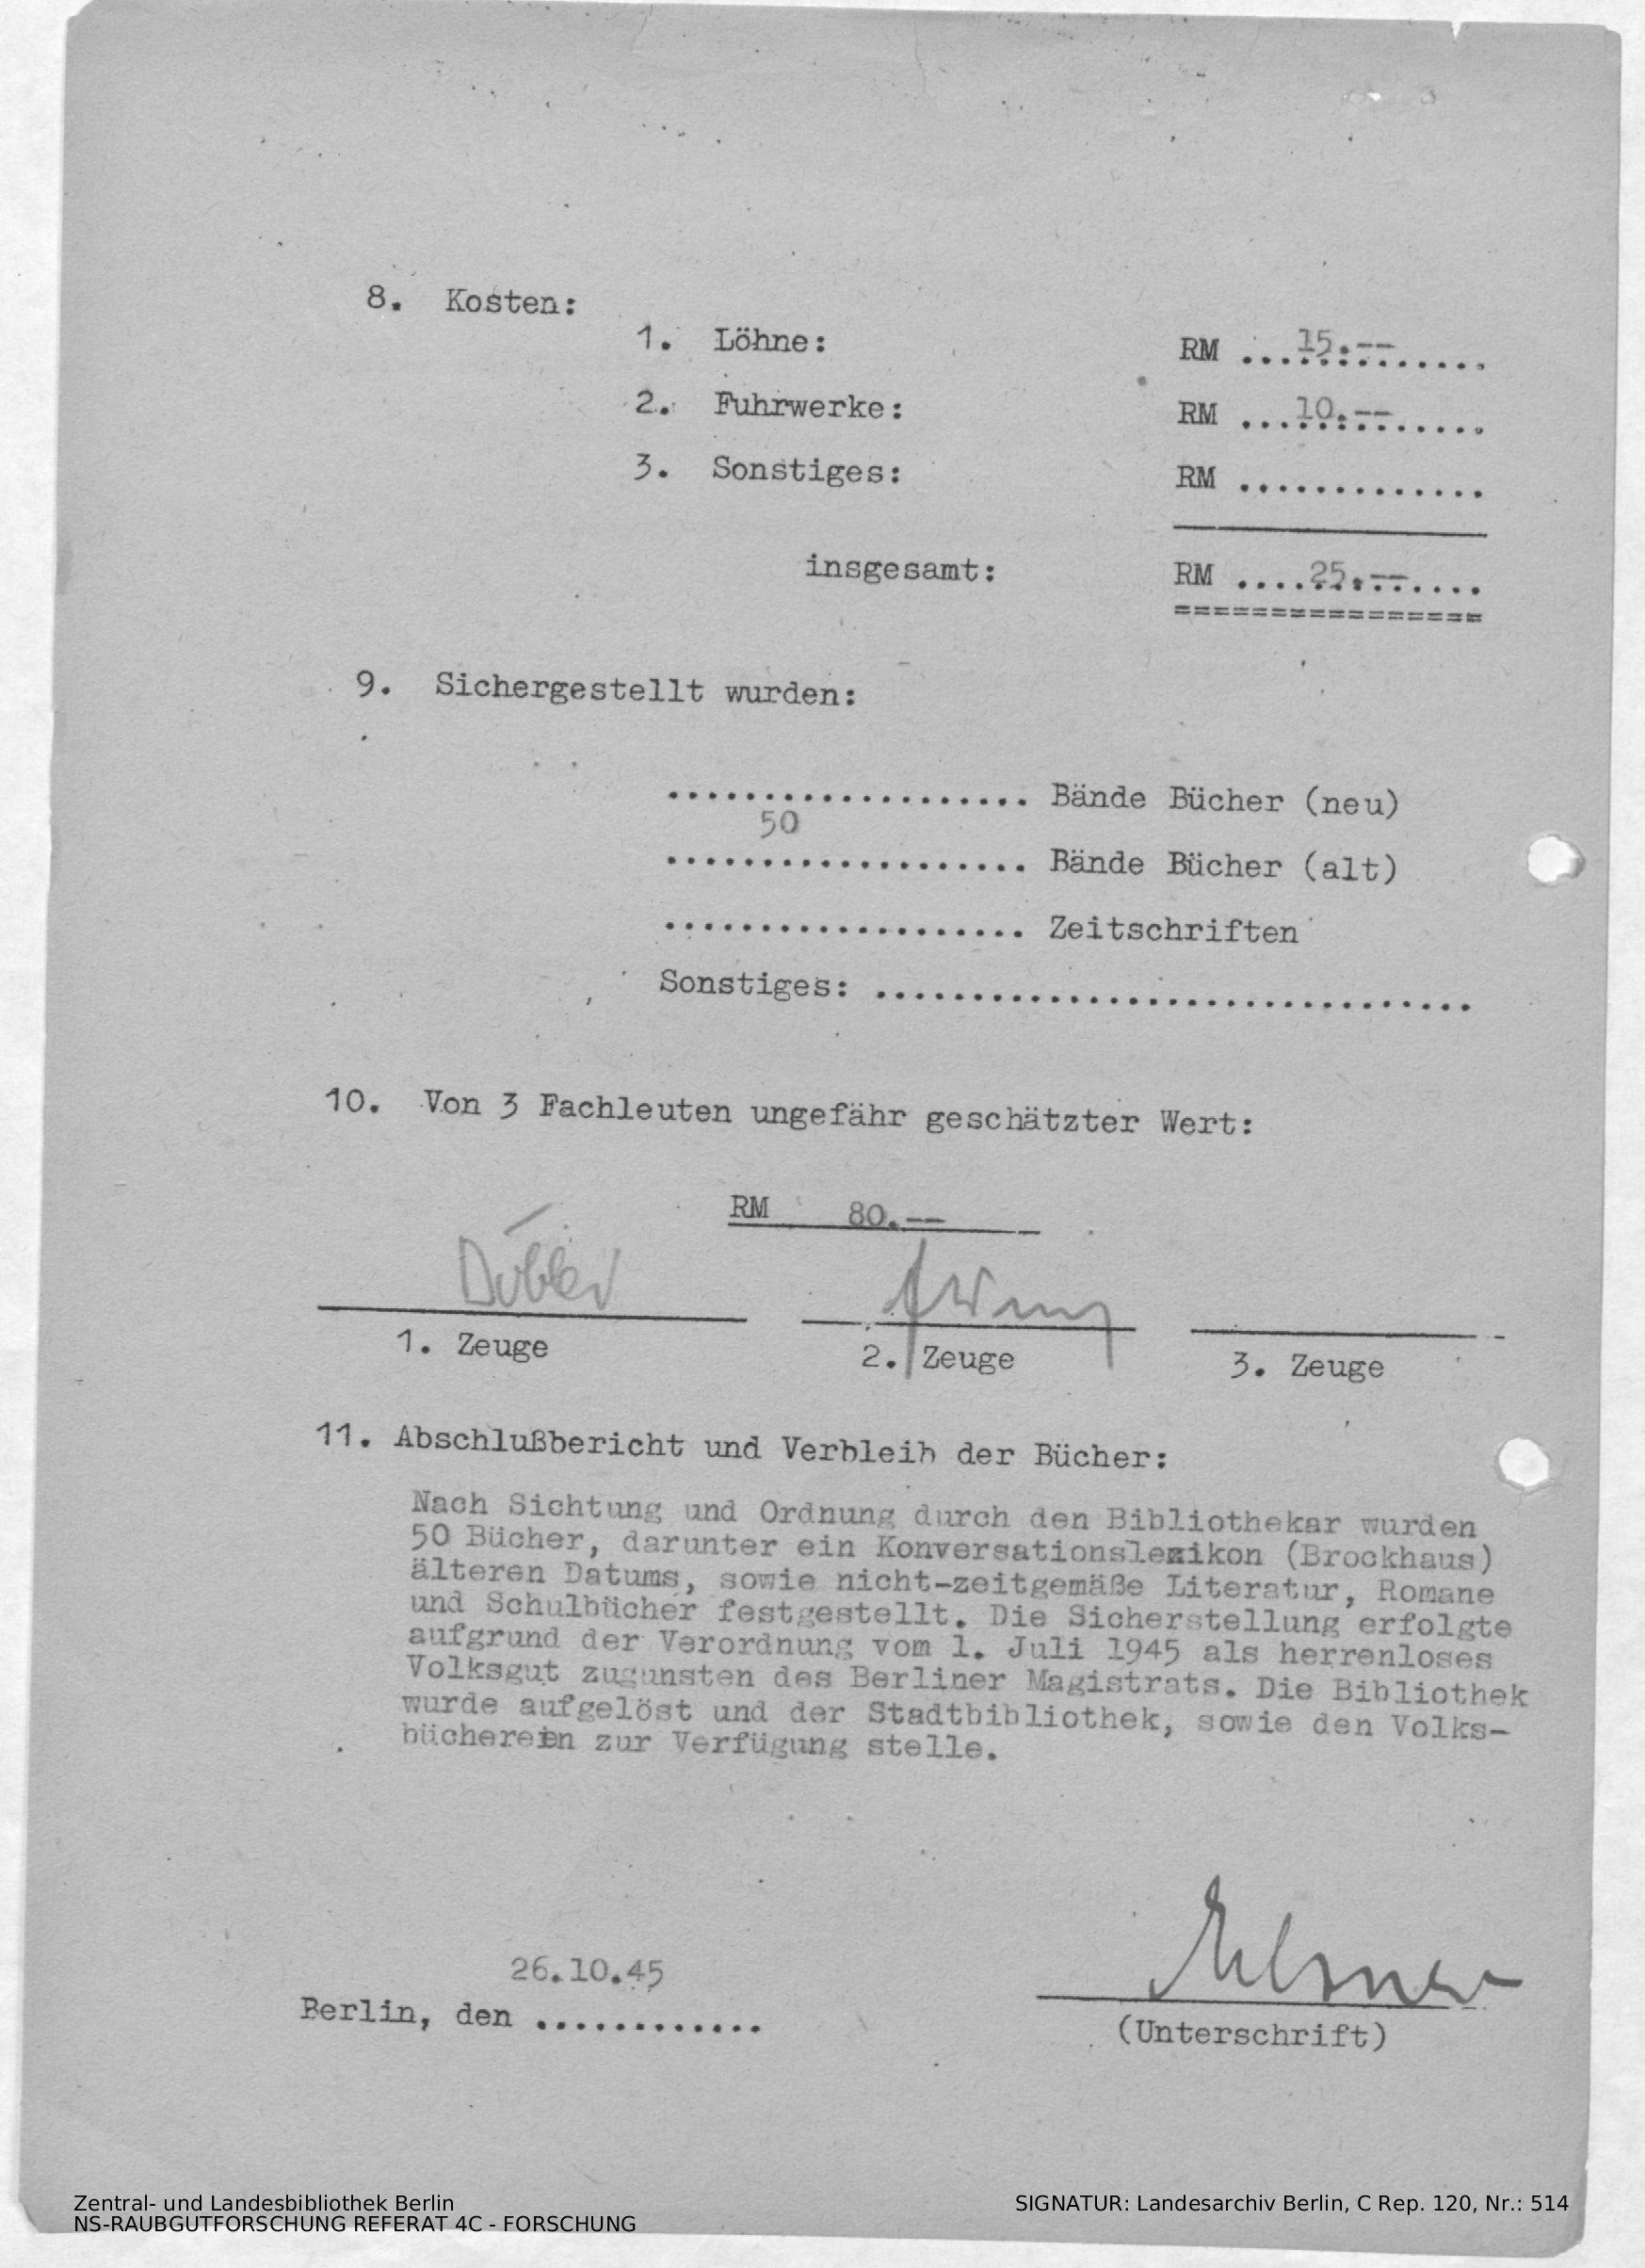 8. Kosten:
1. Löhne: RM ...15.--.........
2. Fuhrwerke: RM ...10.--.........
3. Sonstiges: RM .............
insgesamt: RM ....25.--.........
================
9. Sichergestellt wurden:
................... Bände Bücher (neu)
50
................... Bände Bücher (alt)
................... Zeitschriften
Sonstiges: ...............................
10. Von 3 Fachleuten ungefähr geschätzter Wert:
RM 80.--
1. Zeuge 2. Zeuge 3. Zeuge
11. Abschlußbericht und Verbleib der Bücher:
Nach Sichtung und Ordnung durch den Bibliothekar wurden
50 Bücher, darunter ein Konversationslexikon (Brockhaus)
älteren Datums, sowie nicht-zeitgemäße Literatur, Romane
und Schulbücher festgestellt. Die Sicherstellung erfolgte
aufgrund der Verordnung vom 1. Juli 1945 als herrenloses
Volksgut zugunsten des Berliner Magistrats. Die Bibliothek
wurde aufgelöst und der Stadtbibliothek, sowie den Volks-
büchereien zur Verfügung stelle.
26.10.45
Berlin, den ............
Elsner
(Unterschrift)
Zentral- und Landesbibliothek Berlin
NS-RAUBGUTFORSCHUNG REFERAT 4C - FORSCHUNG
SIGNATUR: Landesarchiv Berlin, C Rep. 120, Nr.: 514